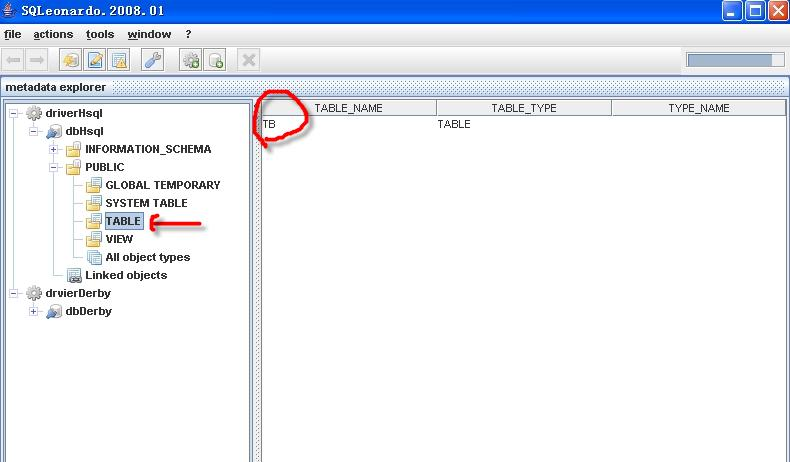 SQLeonardo.2008.01
file actions tools window ?
metadata explorer
driverHsql
dbHsql
INFORMATION_SCHEMA
PUBLIC
GLOBAL TEMPORARY
SYSTEM TABLE
TABLE
VIEW
All object types
Linked objects
drvierDerby
dbDerby
TABLE_NAME TABLE_TYPE TYPE_NAME
TB TABLE